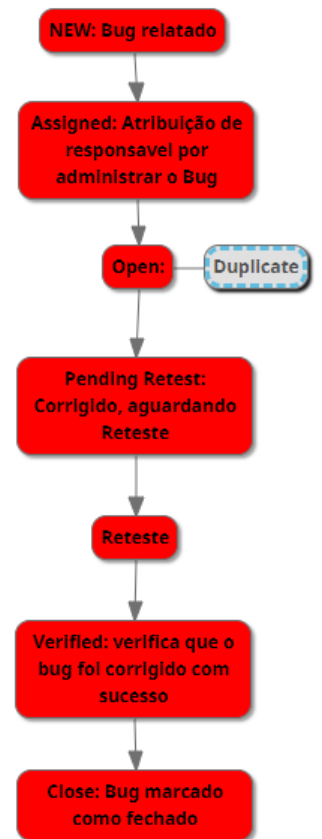 NEW: Bug relatado
Assigned: Atribuição de
responsavel por
administrar o Bug
Open:
Duplicate
Pending Retest:
Corrigido, aguardando
Reteste
Reteste
Verified: verifica que o
bug foi corrigido com
sucesso
Close: Bug marcado
como fechado